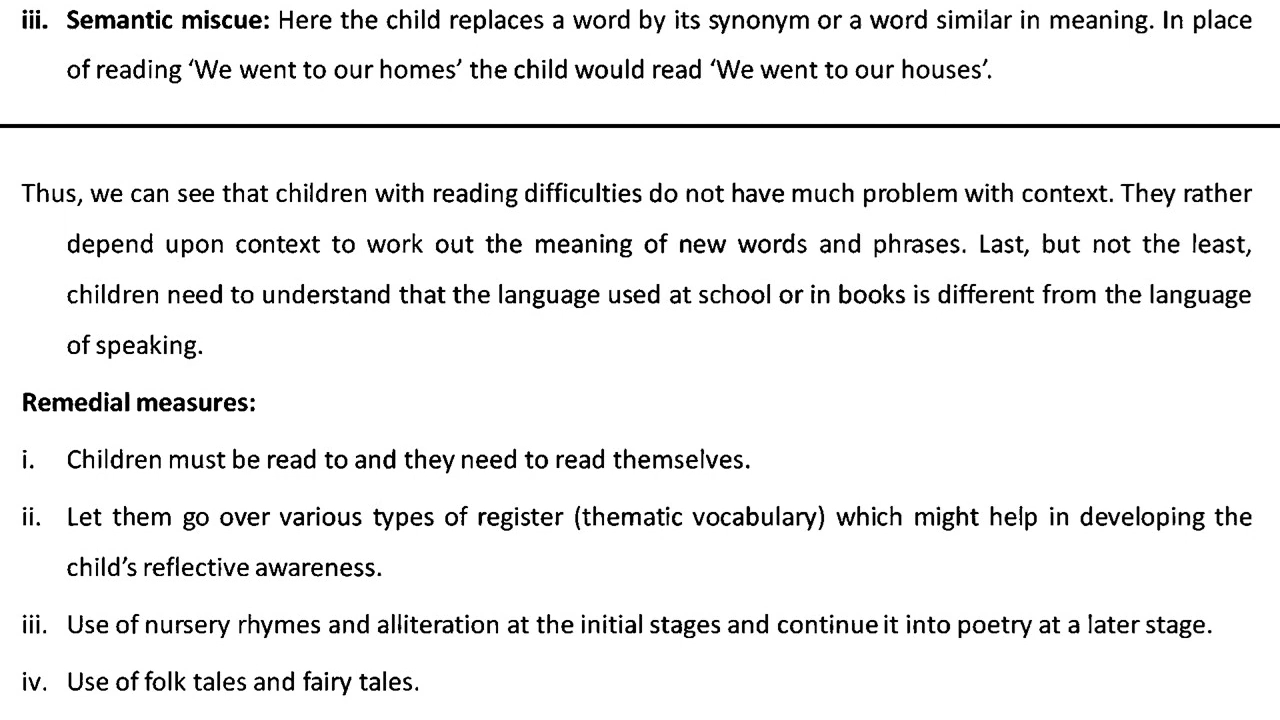 iii. Semantic miscue: Here the child replaces a word by its synonym or a word similar in meaning. In place
of reading ‘We went to our homes’ the child would read ‘We went to our houses’.
Thus, we can see that children with reading difficulties do not have much problem with context. They rather
depend upon context to work out the meaning of new words and phrases. Last, but not the least,
children need to understand that the language used at school or in books is different from the language
of speaking.
Remedial measures:
i. Children must be read to and they need to read themselves.
ii. Let them go over various types of register (thematic vocabulary) which might help in developing the
child’s reflective awareness.
iii. Use of nursery rhymes and alliteration at the initial stages and continue it into poetry at a later stage.
iv. Use of folk tales and fairy tales.